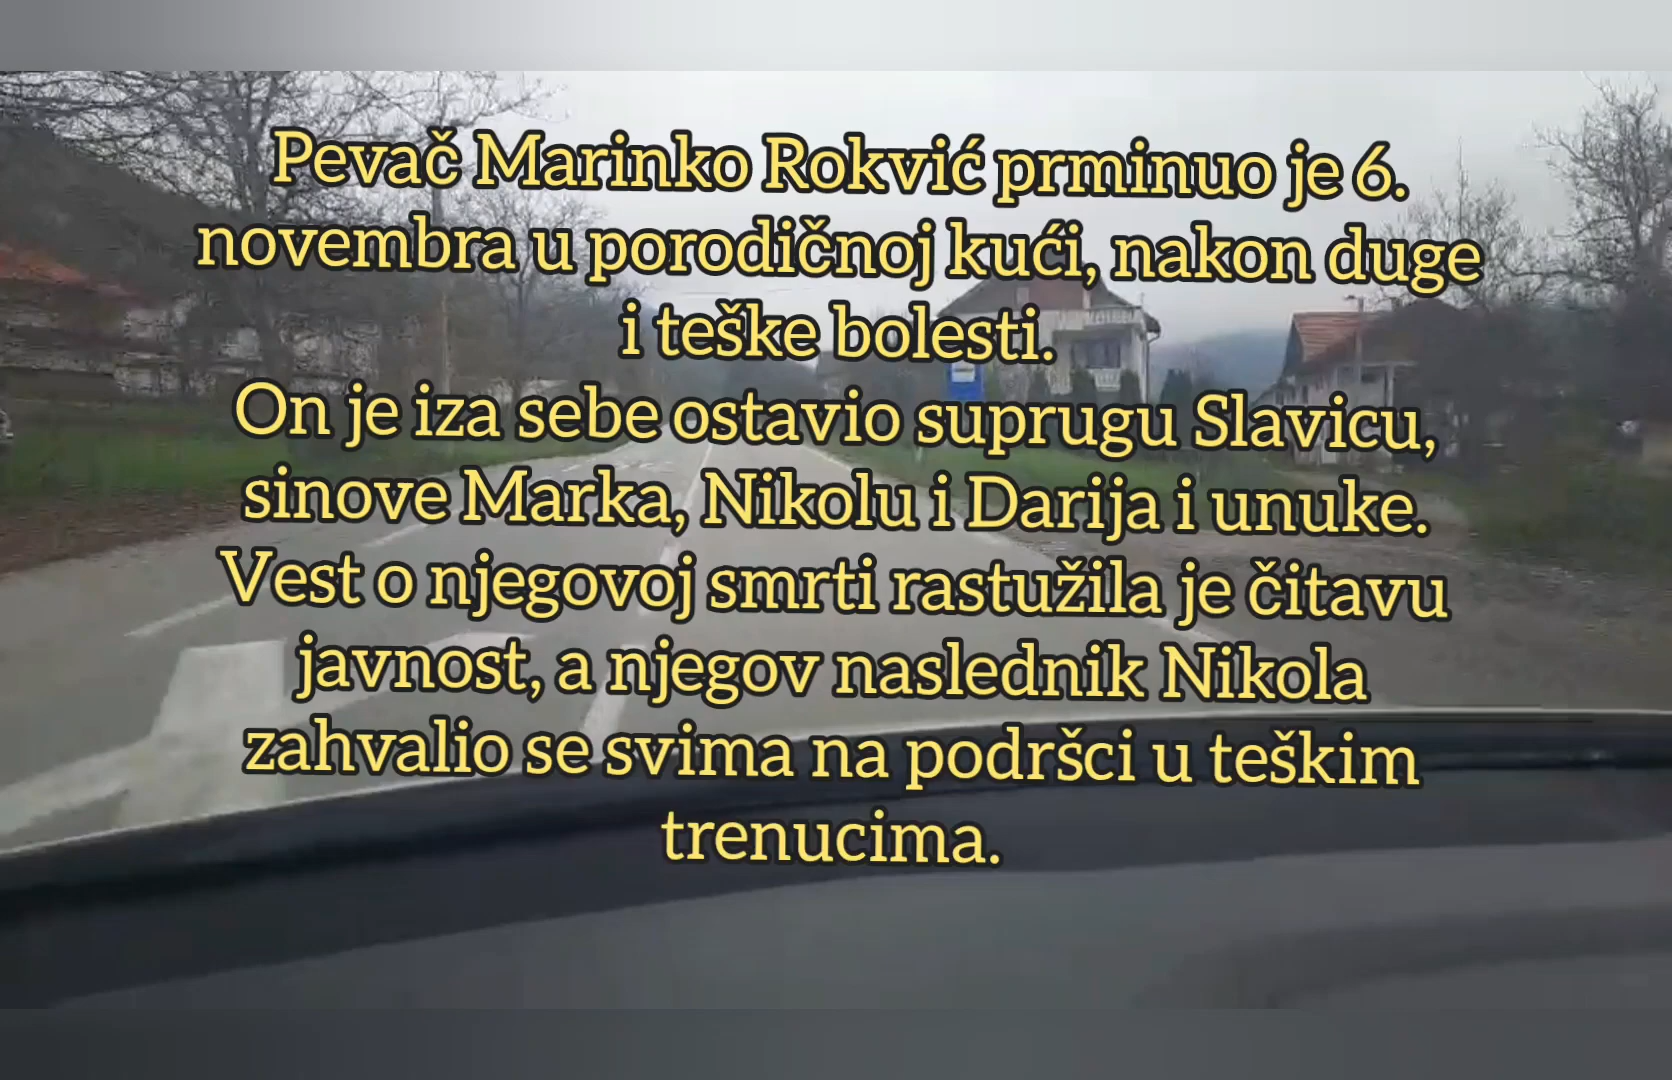 Pevač Marinko Rokvić prminuo je 6.
novembra u porodičnoj kući, nakon duge
i teške bolesti.
On je iza sebe ostavio suprugu Slavicu,
sinove Marka, Nikolu i Darija i unuke.
Vest o njegovoj smrti rastužila je čitavu
javnost, a njegov naslednik Nikola
zahvalio se svima na podršci u teškim
trenucima.